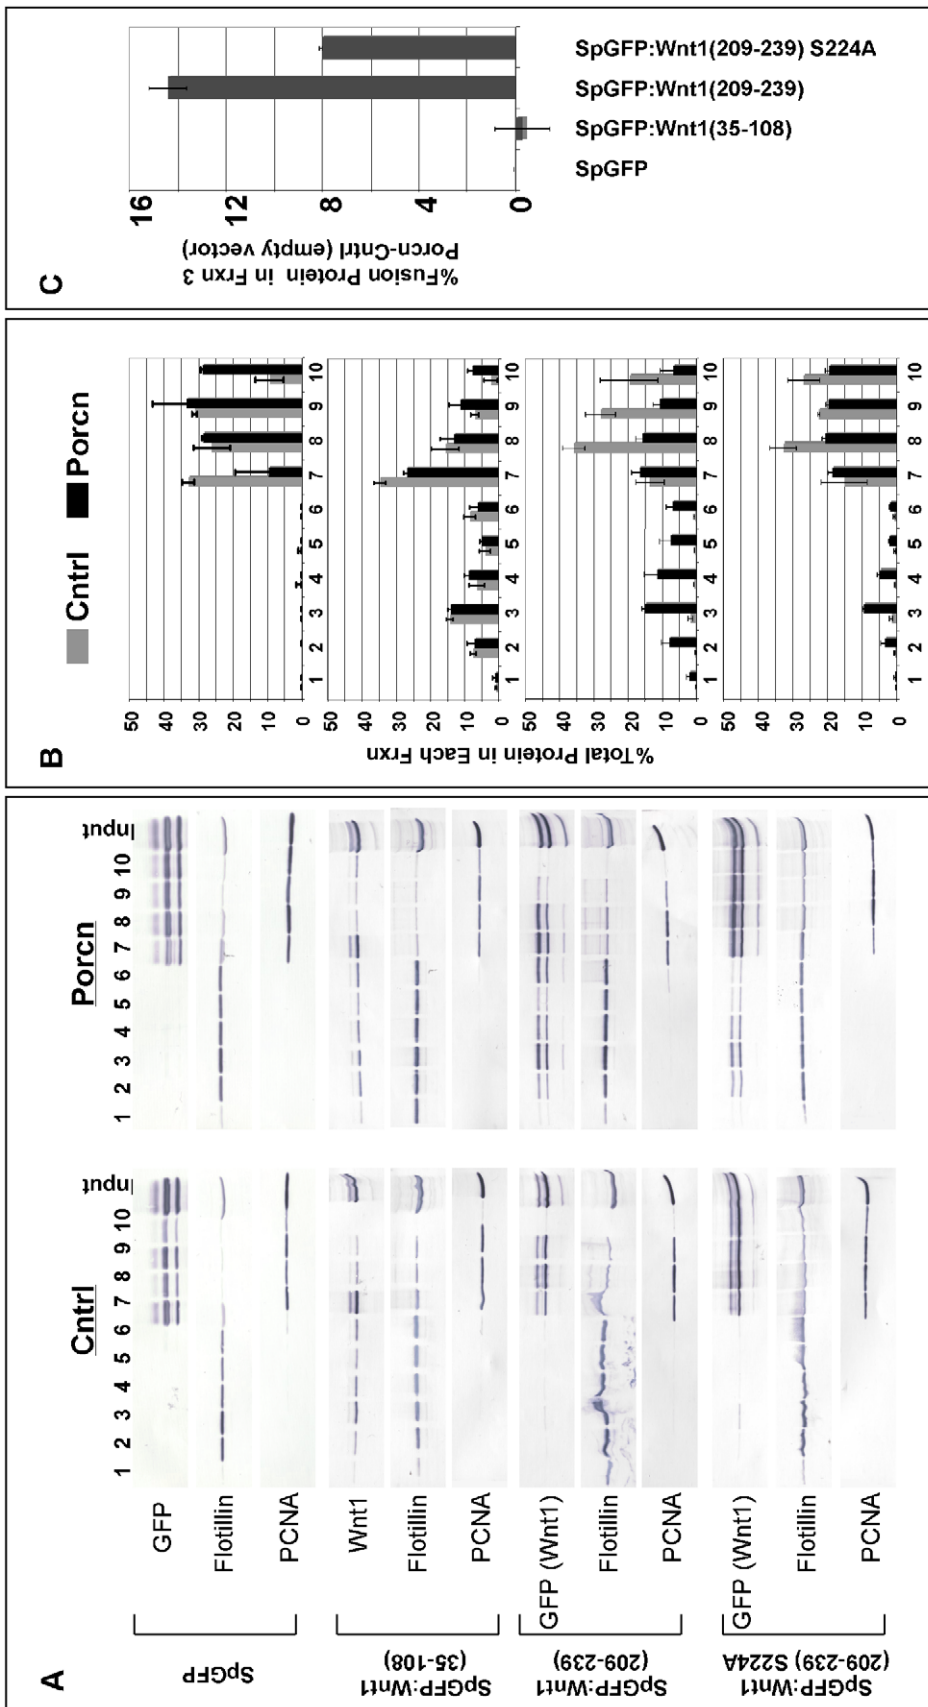 A
Cntrl
Porcn
1 2 3 4 5 6 7 8 9 10 Input
1 2 3 4 5 6 7 8 9 10 Input
SpGFP
GFP
Flotillin
PCNA
SpGFP:Wnt1
(35-108)
Wnt1
Flotillin
PCNA
SpGFP:Wnt1
(209-239)
GFP (Wnt1)
Flotillin
PCNA
SpGFP:Wnt1
(209-239) S224A
GFP (Wnt1)
Flotillin
PCNA
B
Cntrl Porcn
%Total Protein in Each Frxn
50
40
30
20
10
0
1 2 3 4 5 6 7 8 9 10
50
40
30
20
10
0
1 2 3 4 5 6 7 8 9 10
50
40
30
20
10
0
1 2 3 4 5 6 7 8 9 10
50
40
30
20
10
0
1 2 3 4 5 6 7 8 9 10
C
%Fusion Protein in Frxn 3
Porcn-Cntrl (empty vector)
16
12
8
4
0
SpGFP
SpGFP:Wnt1(35-108)
SpGFP:Wnt1(209-239)
SpGFP:Wnt1(209-239) S224A